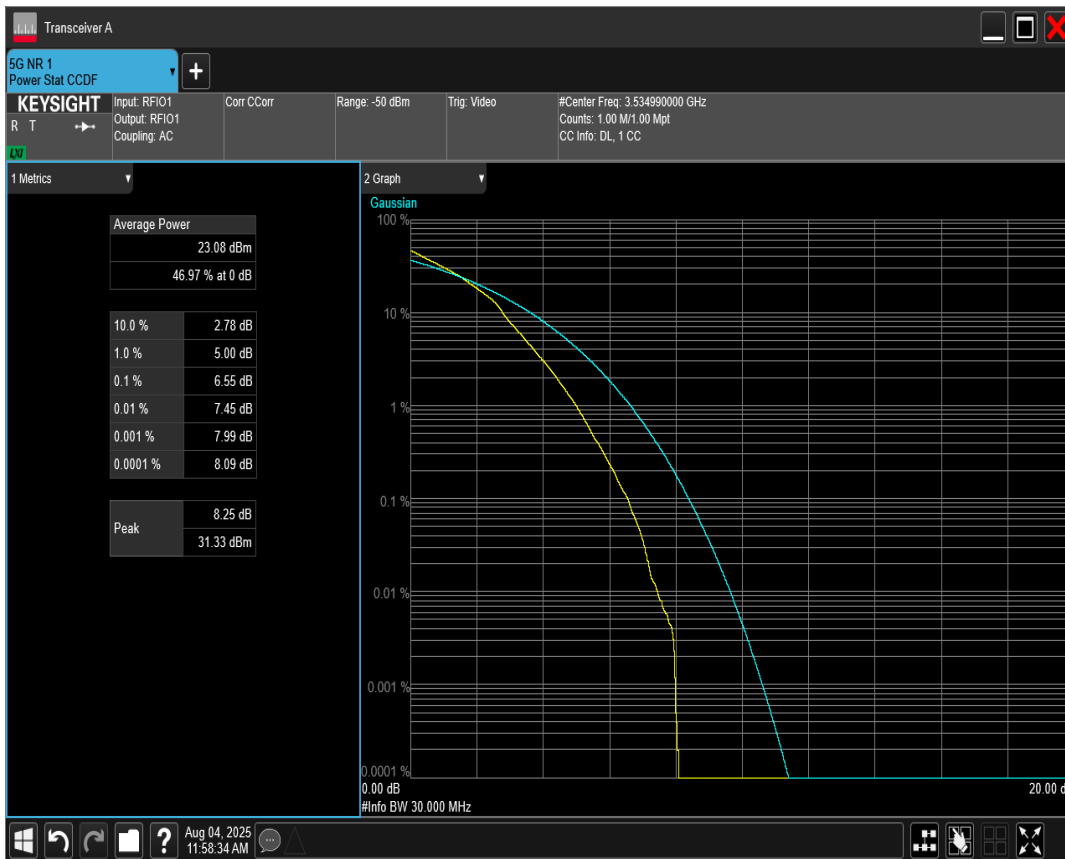 Transceiver A
5G NR 1
Power Stat CCDF
KEYSIGHT
R T
LXI
Input: RFIO1
Output: RFIO1
Coupling: AC
Corr CCorr
Range: -50 dBm
Trig: Video
#Center Freq: 3.534990000 GHz
Counts: 1.00 M/1.00 Mpt
CC Info: DL, 1 CC
1 Metrics
Average Power
23.08 dBm
46.97 % at 0 dB
10.0 % 2.78 dB
1.0 % 5.00 dB
0.1 % 6.55 dB
0.01 % 7.45 dB
0.001 % 7.99 dB
0.0001 % 8.09 dB
Peak 8.25 dB
31.33 dBm
2 Graph
Gaussian
100 %
10 %
1 %
0.1 %
0.01 %
0.001 %
0.0001 %
0.00 dB
20.00 d
#Info BW 30.000 MHz
Aug 04, 2025
11:58:34 AM